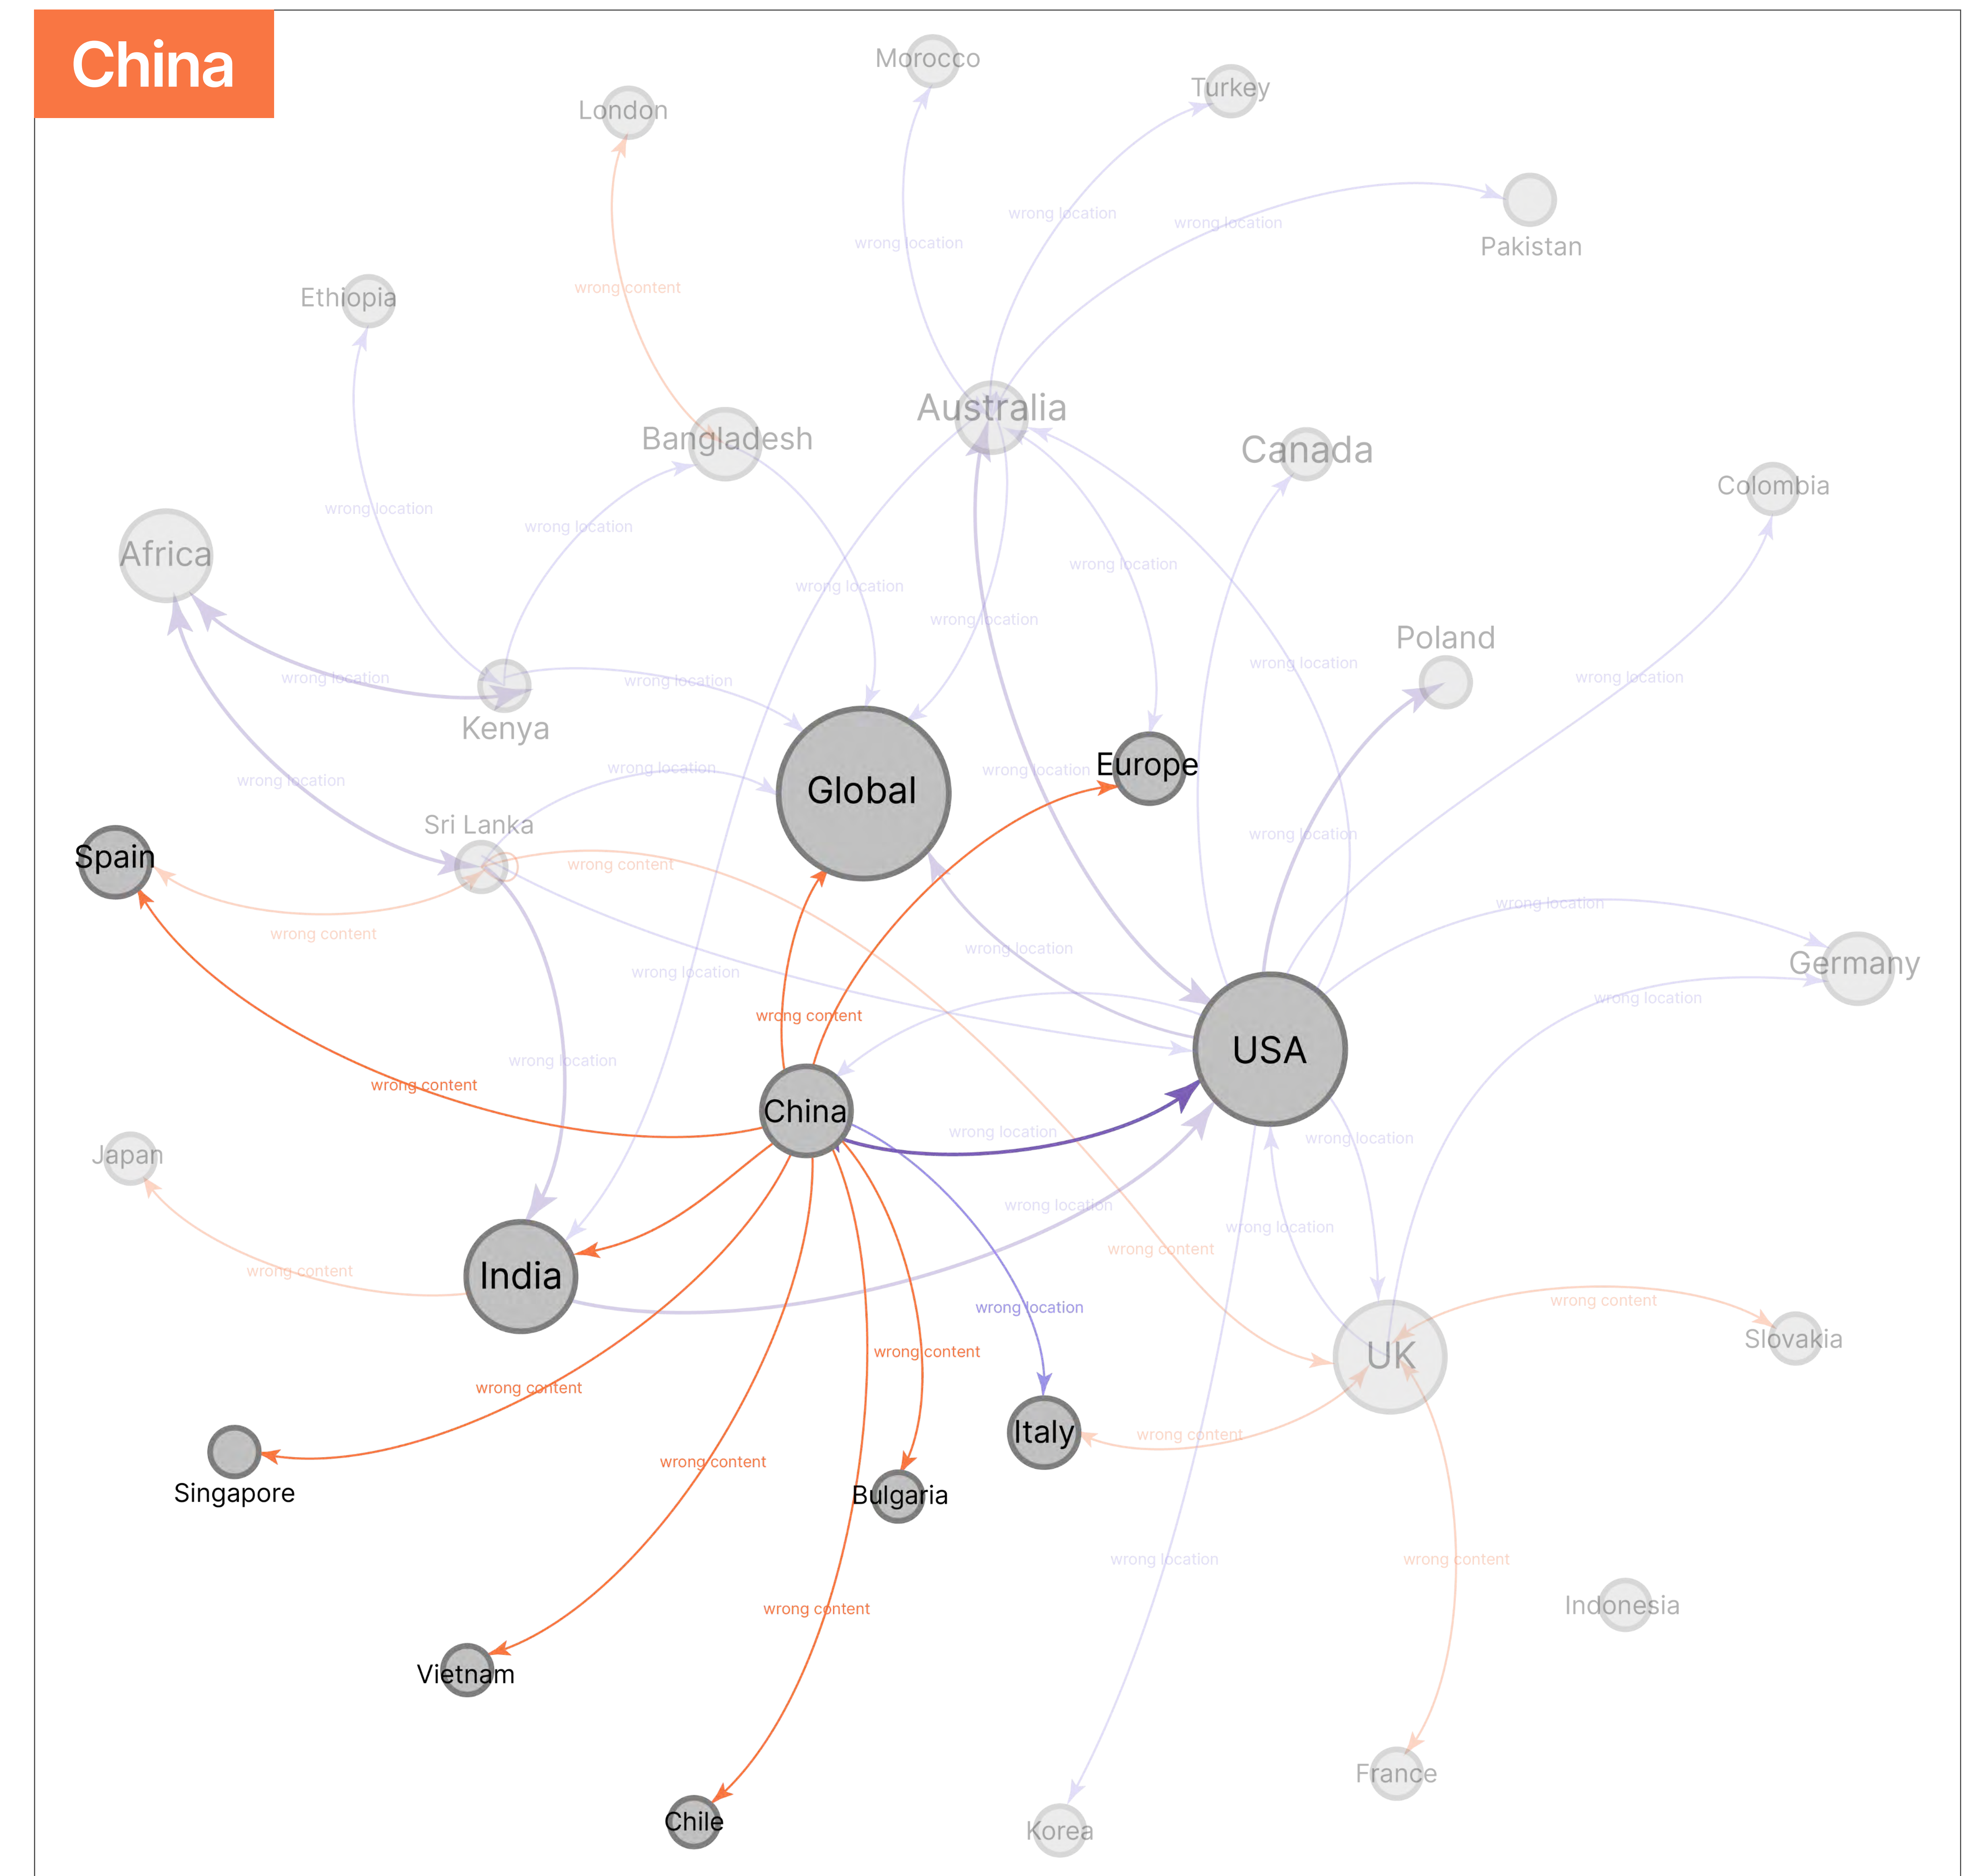 China
Morocco
Turkey
London
Pakistan
wrong location
wrong location
wrong location
wrong content
Ethiopia
Australia
Bangladesh
Canada
Colombia
wrong location
wrong location
Africa
wrong location
wrong location
wrong location
Poland
wrong location
wrong location
wrong location
wrong location
Kenya
wrong location
wrong location
wrong location
Europe
Global
Sri Lanka
wrong location
Spain
wrong content
wrong location
wrong content
wrong location
Germany
wrong location
wrong location
wrong content
USA
wrong location
wrong content
China
wrong location
wrong location
Japan
wrong location
wrong location
wrong content
wrong content
India
wrong location
wrong content
Slovakia
UK
wrong content
wrong content
Italy
wrong content
wrong content
Singapore
Bulgaria
wrong location
wrong content
Indonesia
wrong content
Vietnam
France
Chile
Korea